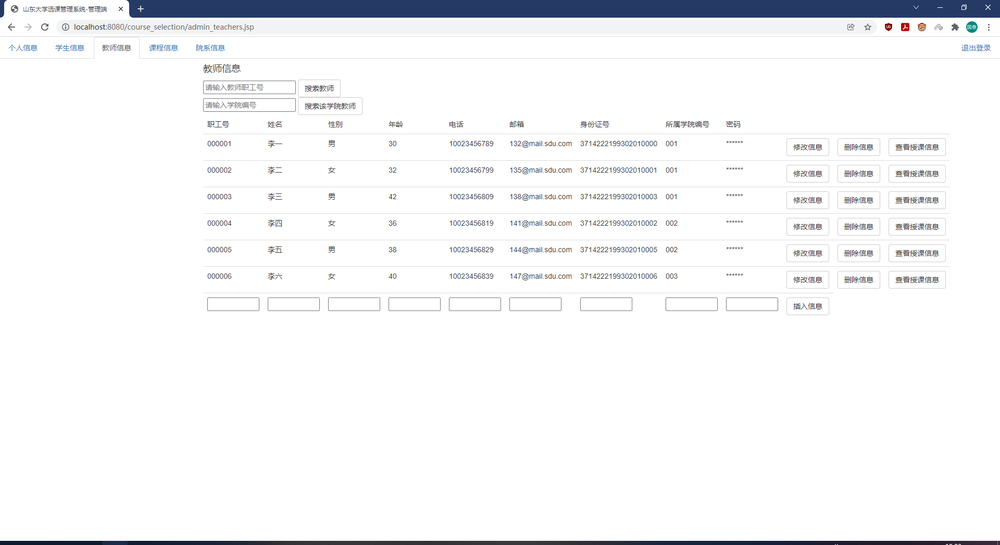 山东大学选课管理系统-管理端
localhost:8080/course_selection/admin_teachers.jsp
国泰
个人信息 学生信息 教师信息 课程信息 院系信息 退出登录
教师信息
请输入教师职工号 搜索教师
请输入学院编号 搜索该学院教师
职工号 姓名 性别 年龄 电话 邮箱 身份证号 所属学院编号 密码
000001 李一 男 30 10023456789 132@mail.sdu.com 3714222199302010000 001 ****** 修改信息 删除信息 查看授课信息
000002 李二 女 32 10023456799 135@mail.sdu.com 3714222199302010001 001 ****** 修改信息 删除信息 查看授课信息
000003 李三 男 42 10023456809 138@mail.sdu.com 3714222199302010003 001 ****** 修改信息 删除信息 查看授课信息
000004 李四 女 36 10023456819 141@mail.sdu.com 3714222199302010002 002 ****** 修改信息 删除信息 查看授课信息
000005 李五 男 38 10023456829 144@mail.sdu.com 3714222199302010005 002 ****** 修改信息 删除信息 查看授课信息
000006 李六 女 40 10023456839 147@mail.sdu.com 3714222199302010006 003 ****** 修改信息 删除信息 查看授课信息
插入信息